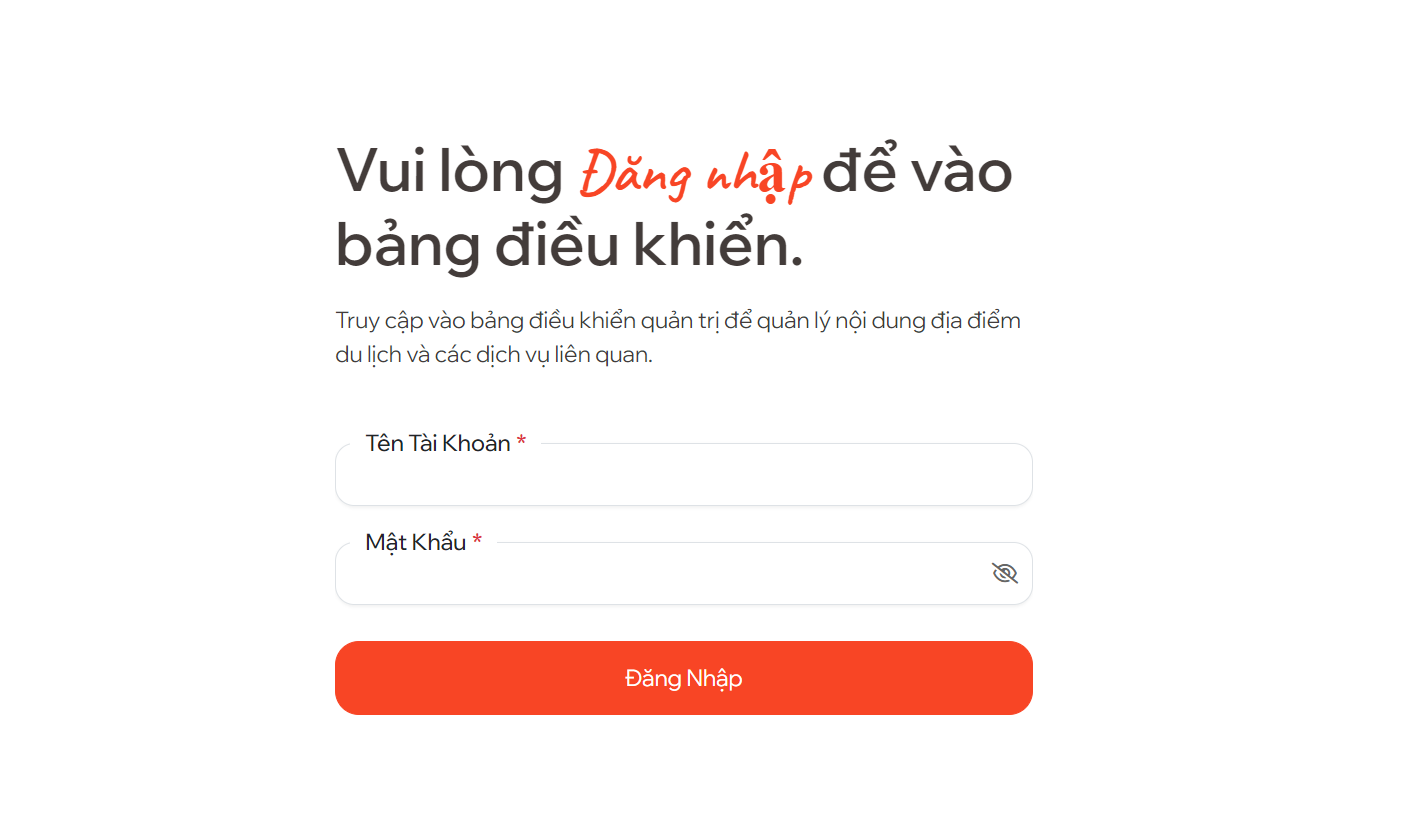 Vui lòng Đăng nhập để vào
bảng điều khiển.
Truy cập vào bảng điều khiển quản trị để quản lý nội dung địa điểm
du lịch và các dịch vụ liên quan.
Tên Tài Khoản *
Mật Khẩu *
Đăng Nhập